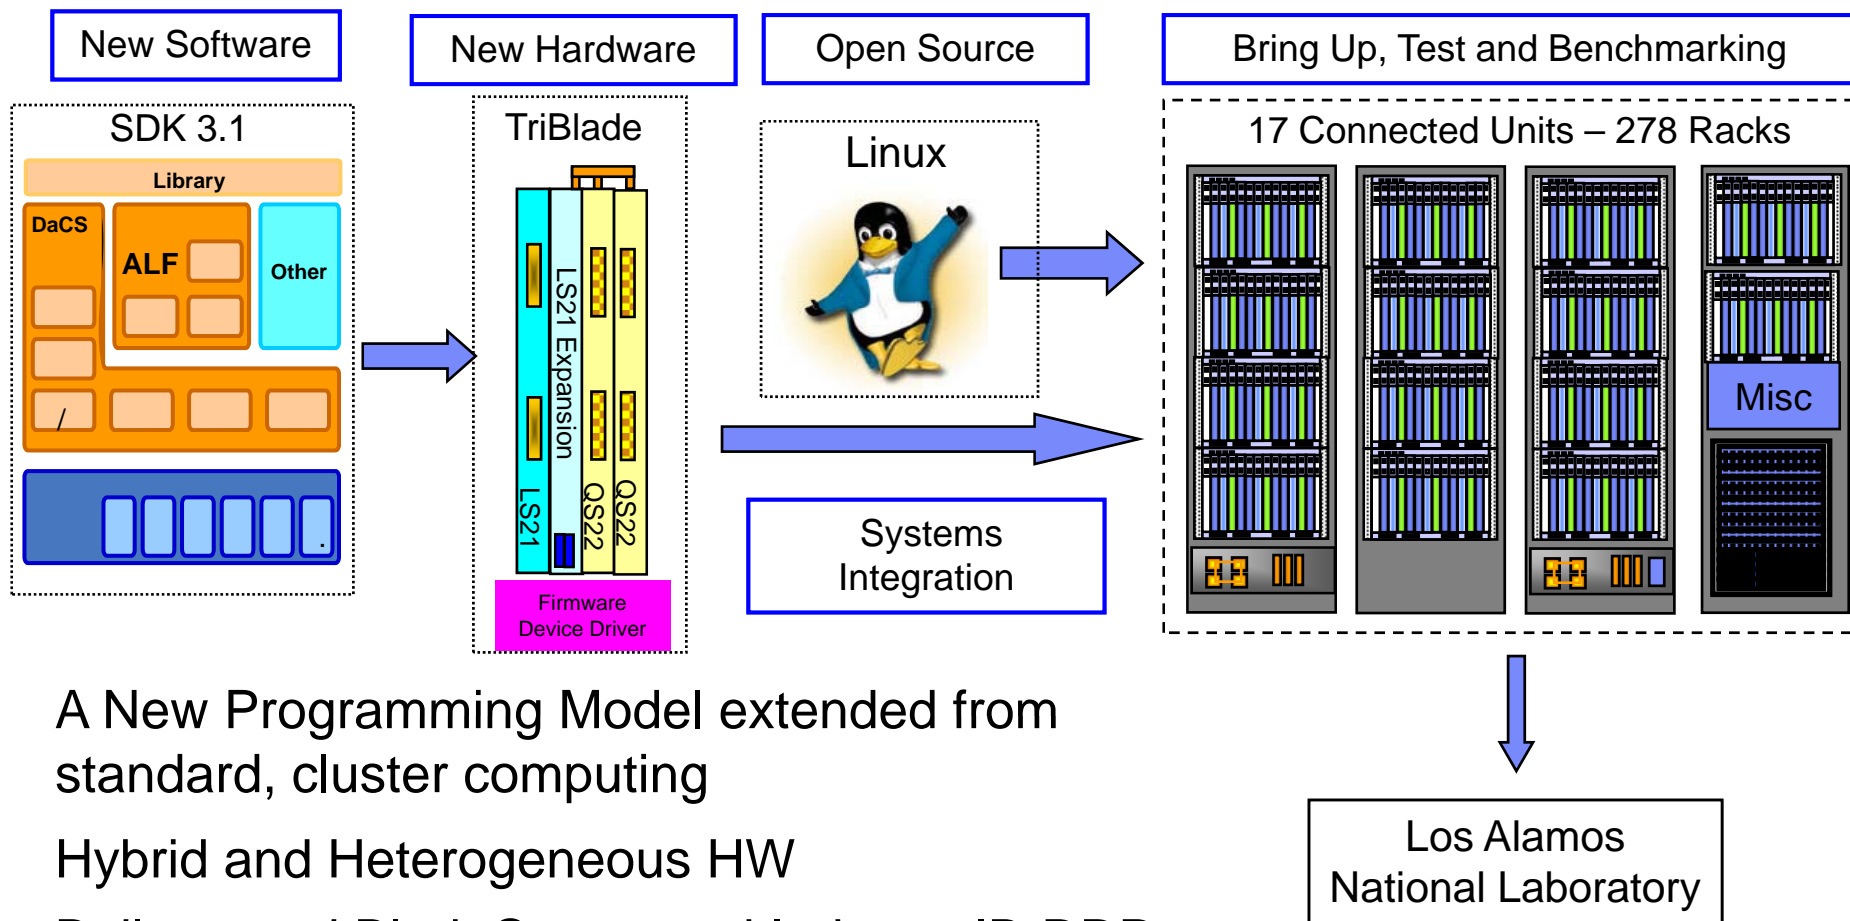 New Software
New Hardware
Open Source
Bring Up, Test and Benchmarking
SDK 3.1
Library
DaCS
ALF
Other
/
.
TriBlade
LS21
LS21 Expansion
QS22
QS22
Firmware
Device Driver
Linux
Systems
Integration
17 Connected Units – 278 Racks
Misc
A New Programming Model extended from
standard, cluster computing
Hybrid and Heterogeneous HW
Los Alamos
National Laboratory